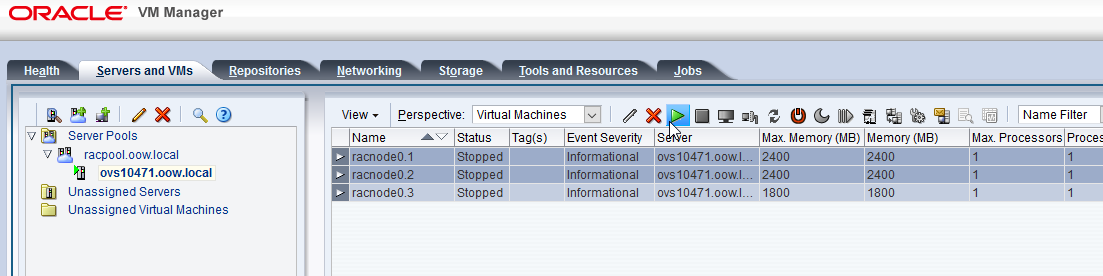 ORACLE® VM Manager
Health Servers and VMs Repositories Networking Storage Tools and Resources Jobs
View Perspective: Virtual Machines Name Filter
Server Pools
racpool.oow.local
ovs10471.oow.local
Unassigned Servers
Unassigned Virtual Machines
Name Status Tag(s) Event Severity Server Max. Memory (MB) Memory (MB) Max. Processors Proces
racnode0.1 Stopped Informational ovs10471.oow.l... 2400 2400 1 1
racnode0.2 Stopped Informational ovs10471.oow.l... 2400 2400 1 1
racnode0.3 Stopped Informational ovs10471.oow.l... 1800 1800 1 1